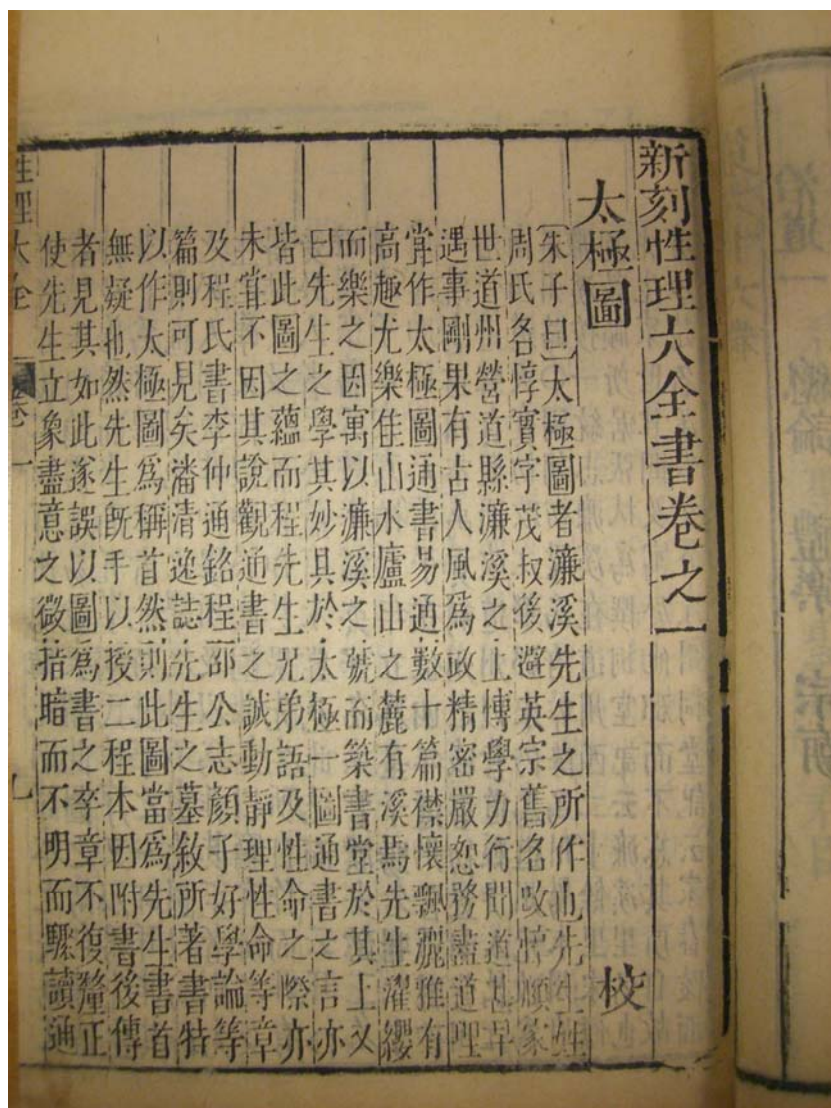 新刻性理大全書卷之一
太極圖 校
朱子曰太極圖者濂溪先生之所作也先生姓
周氏名惇實字茂叔後避英宗舊名改惇頤家
世道州營道縣濂溪之上博學力行聞道甚早
遇事剛果有古人風爲政精密嚴恕務盡道理
嘗作太極圖通書易通數十篇襟懷飄灑雅有
高趣尤樂佳山水廬山之麓有溪焉先生濯纓
而樂之因寓以濂溪之號而築書堂於其上又
曰先生之學其妙具於太極一圖通書之言亦
皆此圖之蘊而程先生兄弟語及性命之際亦
未嘗不因其說觀通書之誠動靜理性命等章
及程氏書李仲通銘程邵公志顏子好學論等
篇則可見矣潘清逸誌先生之墓敘所著書特
以作太極圖爲稱首然則此圖當爲先生書首
無疑也然先生旣手以授二程本因附書後傳
者見其如此遂誤以圖爲書之卒章不復釐正
使先生立象盡意之微指暗而不明而驟讀通
性理大全 卷一